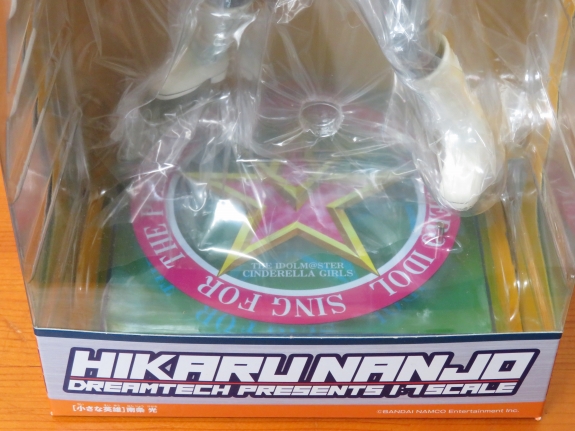 THE IDOLM@STER
CINDERELLA GIRLS
IDOL SING FOR THE
HIKARU NANJO
DREAMTECH PRESENTS 1:7 SCALE
[小さな英雄]南条 光
©BANDAI NAMCO Entertainment Inc.